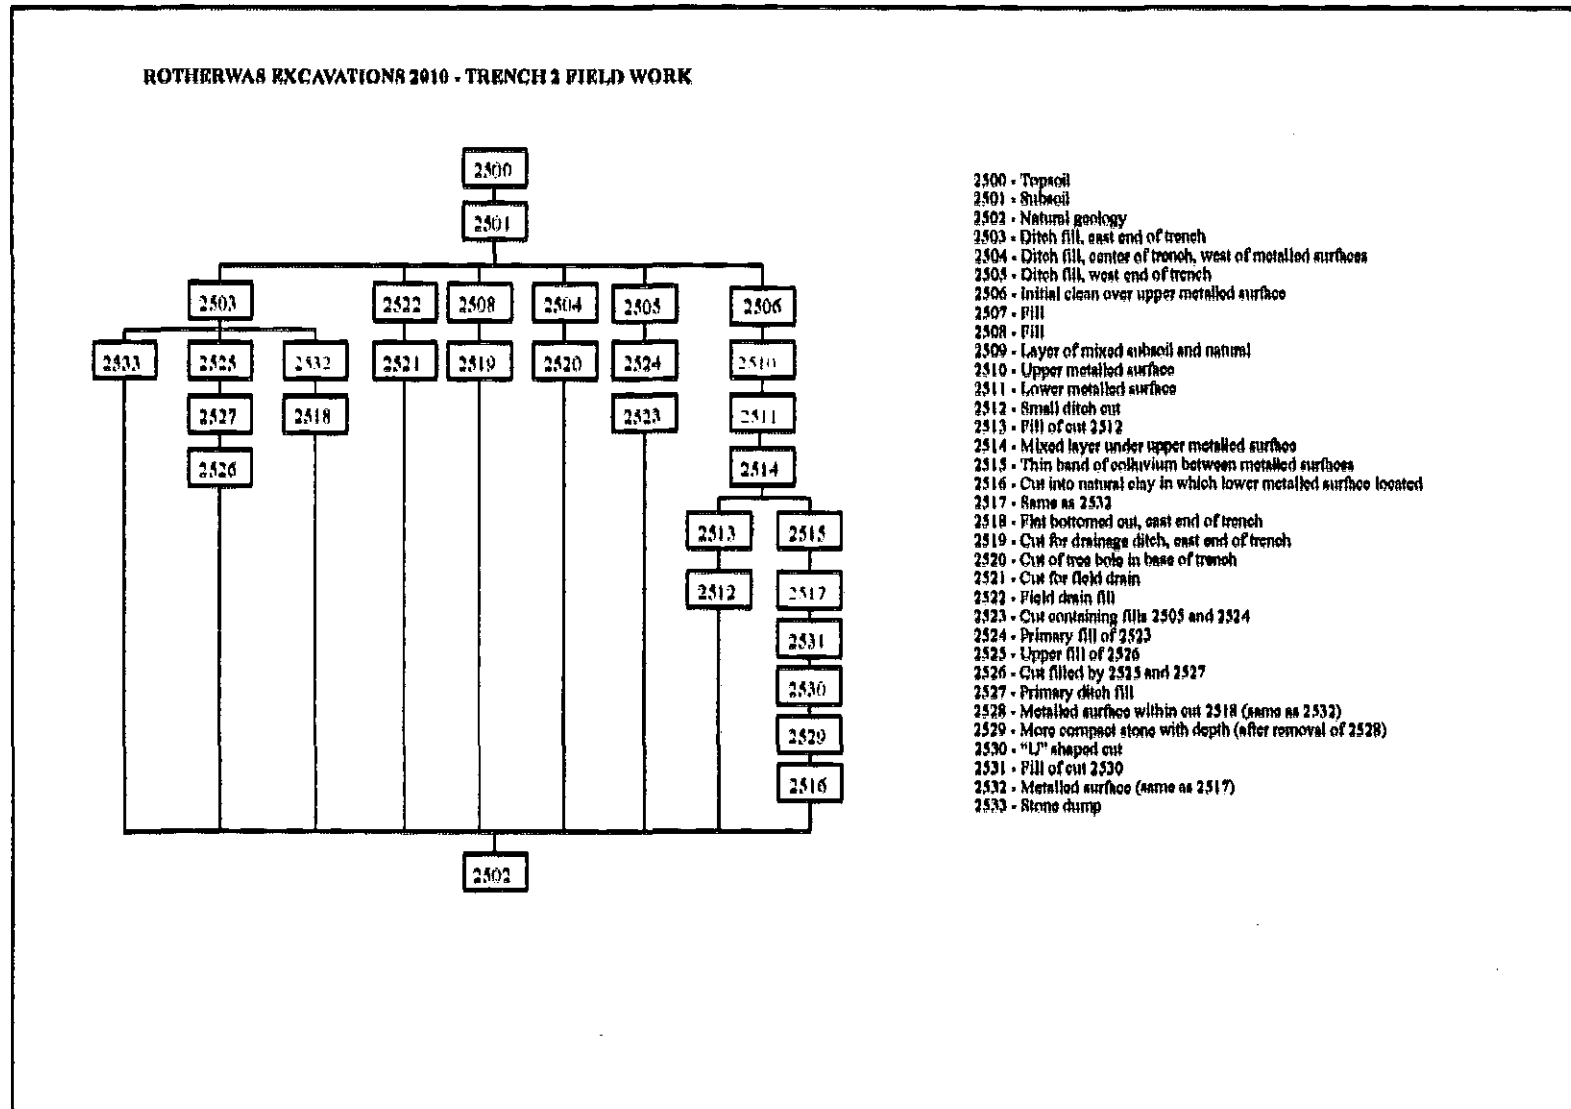 ROTHERWAS EXCAVATIONS 2010 - TRENCH 2 FIELD WORK
2500
2501
2503 2522 2508 2504 2505 2506
2533 2525 2532 2521 2519 2520 2524 2510
2527 2518 2523 2511
2526 2514
2513 2515
2512 2517
2531
2530
2529
2516
2502
2500 - Topsoil
2501 - Subsoil
2502 - Natural geology
2503 - Ditch fill, east end of trench
2504 - Ditch fill, center of trench, west of metalled surfaces
2505 - Ditch fill, west end of trench
2506 - Initial clean over upper metalled surface
2507 - Fill
2508 - Fill
2509 - Layer of mixed subsoil and natural
2510 - Upper metalled surface
2511 - Lower metalled surface
2512 - Small ditch cut
2513 - Fill of cut 2512
2514 - Mixed layer under upper metalled surface
2515 - Thin band of colluvium between metalled surfaces
2516 - Cut into natural clay in which lower metalled surface located
2517 - Same as 2532
2518 - Flat bottomed cut, east end of trench
2519 - Cut for drainage ditch, east end of trench
2520 - Cut of tree bole in base of trench
2521 - Cut for field drain
2522 - Field drain fill
2523 - Cut containing fills 2505 and 2524
2524 - Primary fill of 2523
2525 - Upper fill of 2526
2526 - Cut filled by 2525 and 2527
2527 - Primary ditch fill
2528 - Metalled surface within cut 2518 (same as 2532)
2529 - More compact stone with depth (after removal of 2528)
2530 - "U" shaped cut
2531 - Fill of cut 2530
2532 - Metalled surface (same as 2517)
2533 - Stone dump